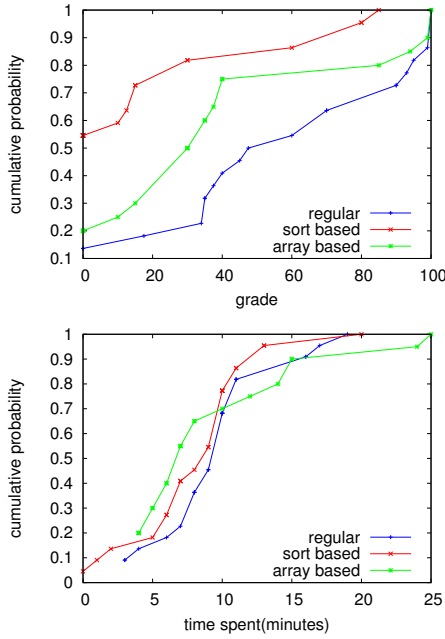 1
0.9
0.8
0.7
0.6
0.5
0.4
0.3
0.2
0.1
cumulative probability
regular
sort based
array based
0 20 40 60 80 100
grade
1
0.9
0.8
0.7
0.6
0.5
0.4
0.3
0.2
0.1
0
cumulative probability
regular
sort based
array based
0 5 10 15 20 25
time spent(minutes)